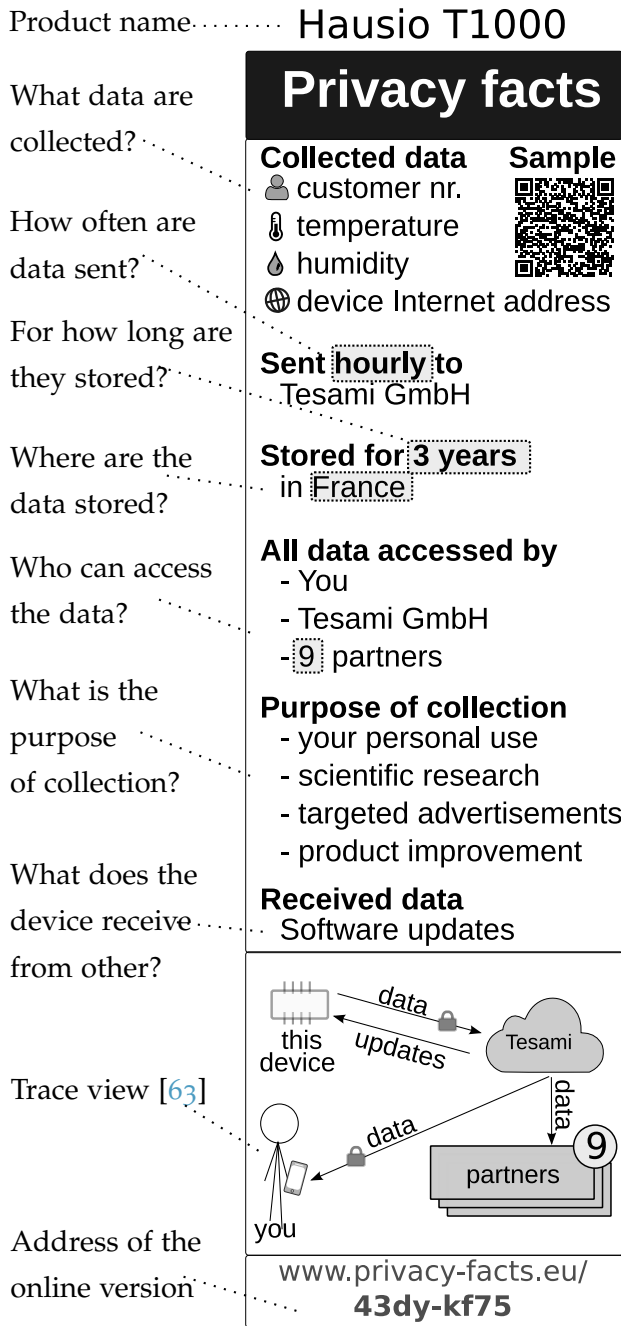 Product name
Hausio T1000
Privacy facts
What data are
collected?
Collected data
Sample
customer nr.
temperature
humidity
device Internet address
How often are
data sent?
For how long are
they stored?
Sent hourly to
Tesami GmbH
Where are the
data stored?
Stored for 3 years
in France
Who can access
the data?
All data accessed by
- You
- Tesami GmbH
- 9 partners
What is the
purpose
of collection?
Purpose of collection
- your personal use
- scientific research
- targeted advertisements
- product improvement
What does the
device receive
from other?
Received data
Software updates
Trace view [63]
this
device
data
updates
Tesami
data
data
9
partners
you
Address of the
online version
www.privacy-facts.eu/
43dy-kf75